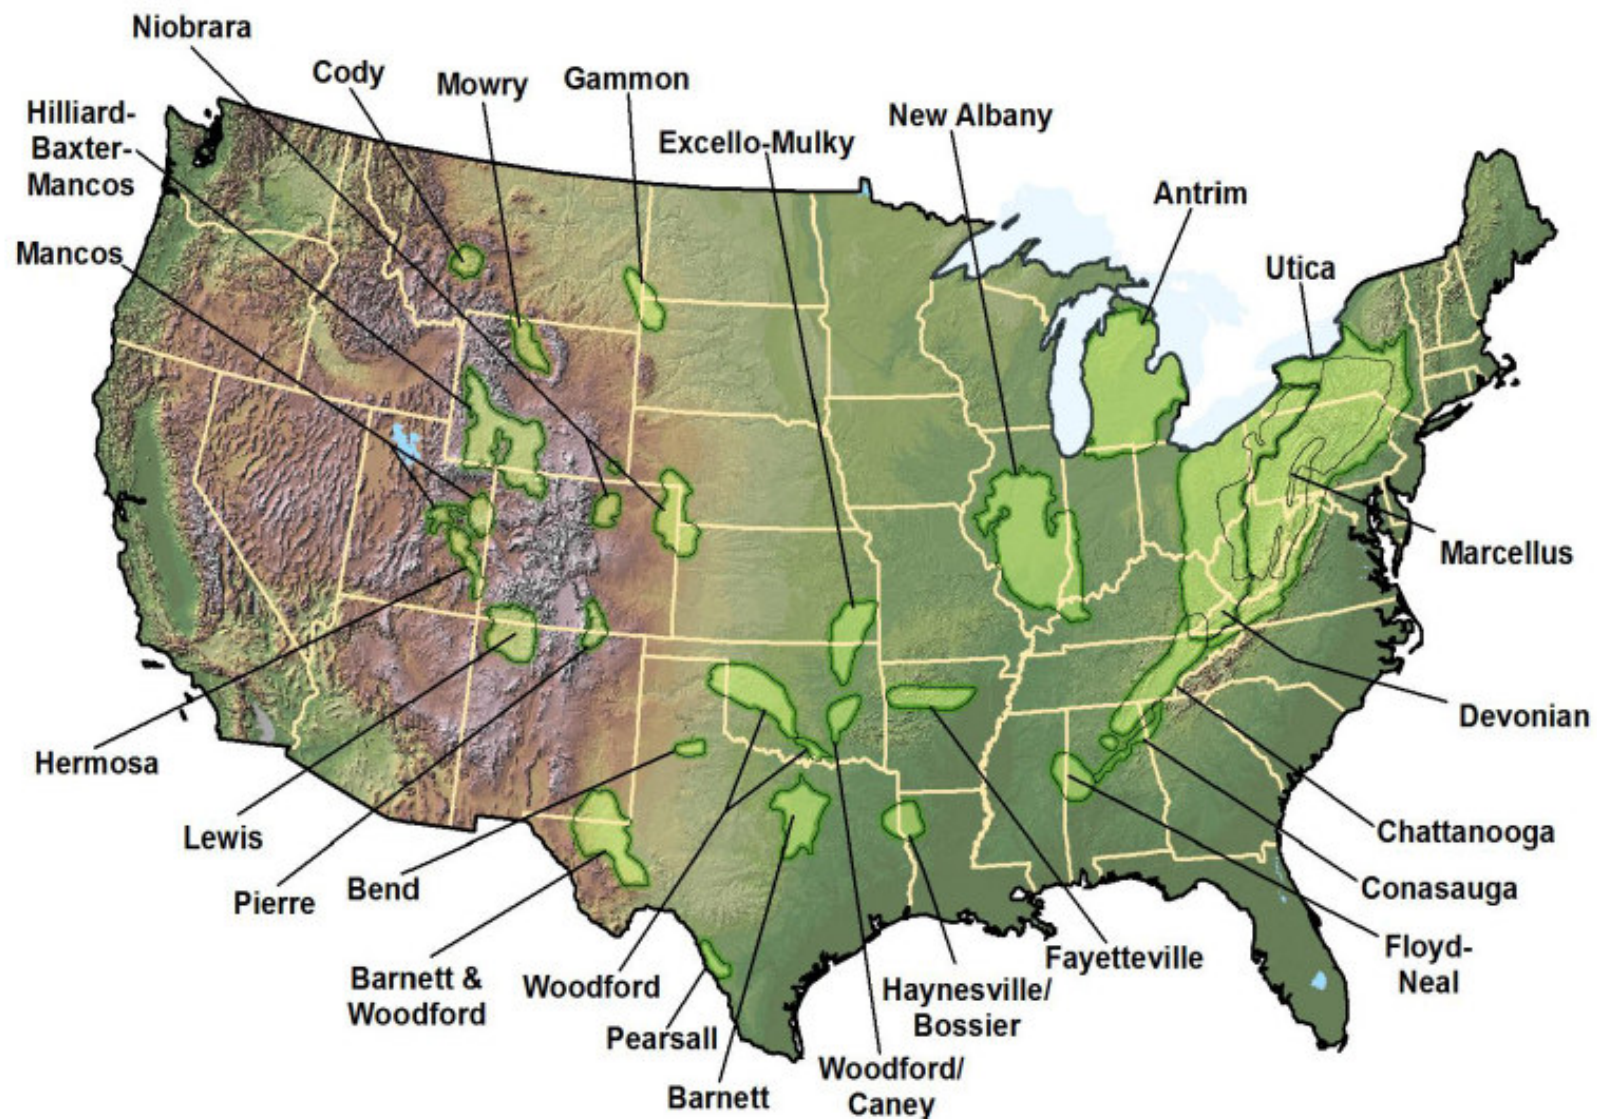 Niobrara
Cody
Mowry
Gammon
Hilliard-
Baxter-
Mancos
Excello-Mulky
New Albany
Antrim
Mancos
Utica
Marcellus
Devonian
Hermosa
Lewis
Pierre
Bend
Chattanooga
Conasauga
Floyd-
Neal
Barnett &
Woodford
Woodford
Pearsall
Barnett
Haynesville/
Bossier
Fayetteville
Woodford/
Caney